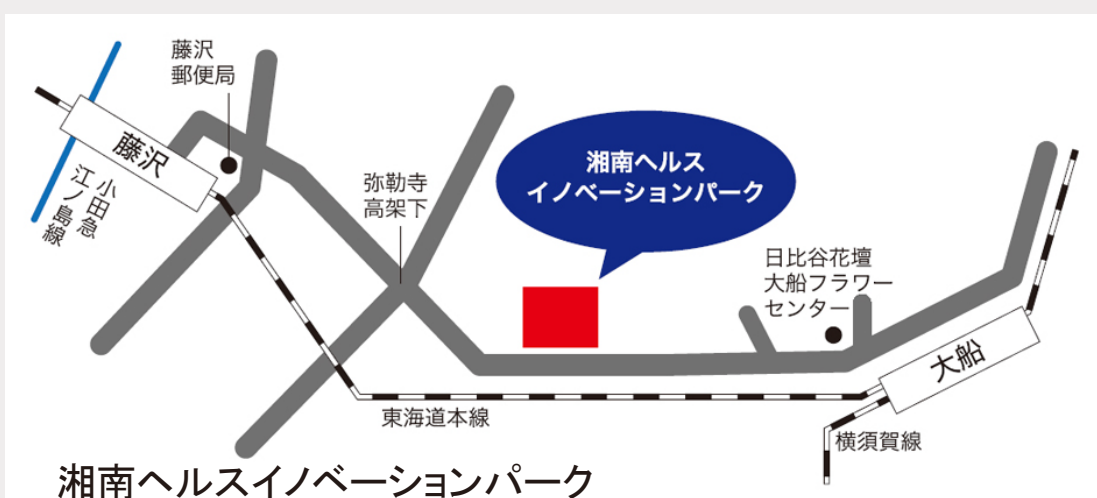 藤沢
郵便局
藤沢
小田急
江ノ島線
弥勒寺
高架下
湘南ヘルス
イノベーションパーク
日比谷花壇
大船フラワー
センター
大船
東海道本線
横須賀線
湘南ヘルスイノベーションパーク